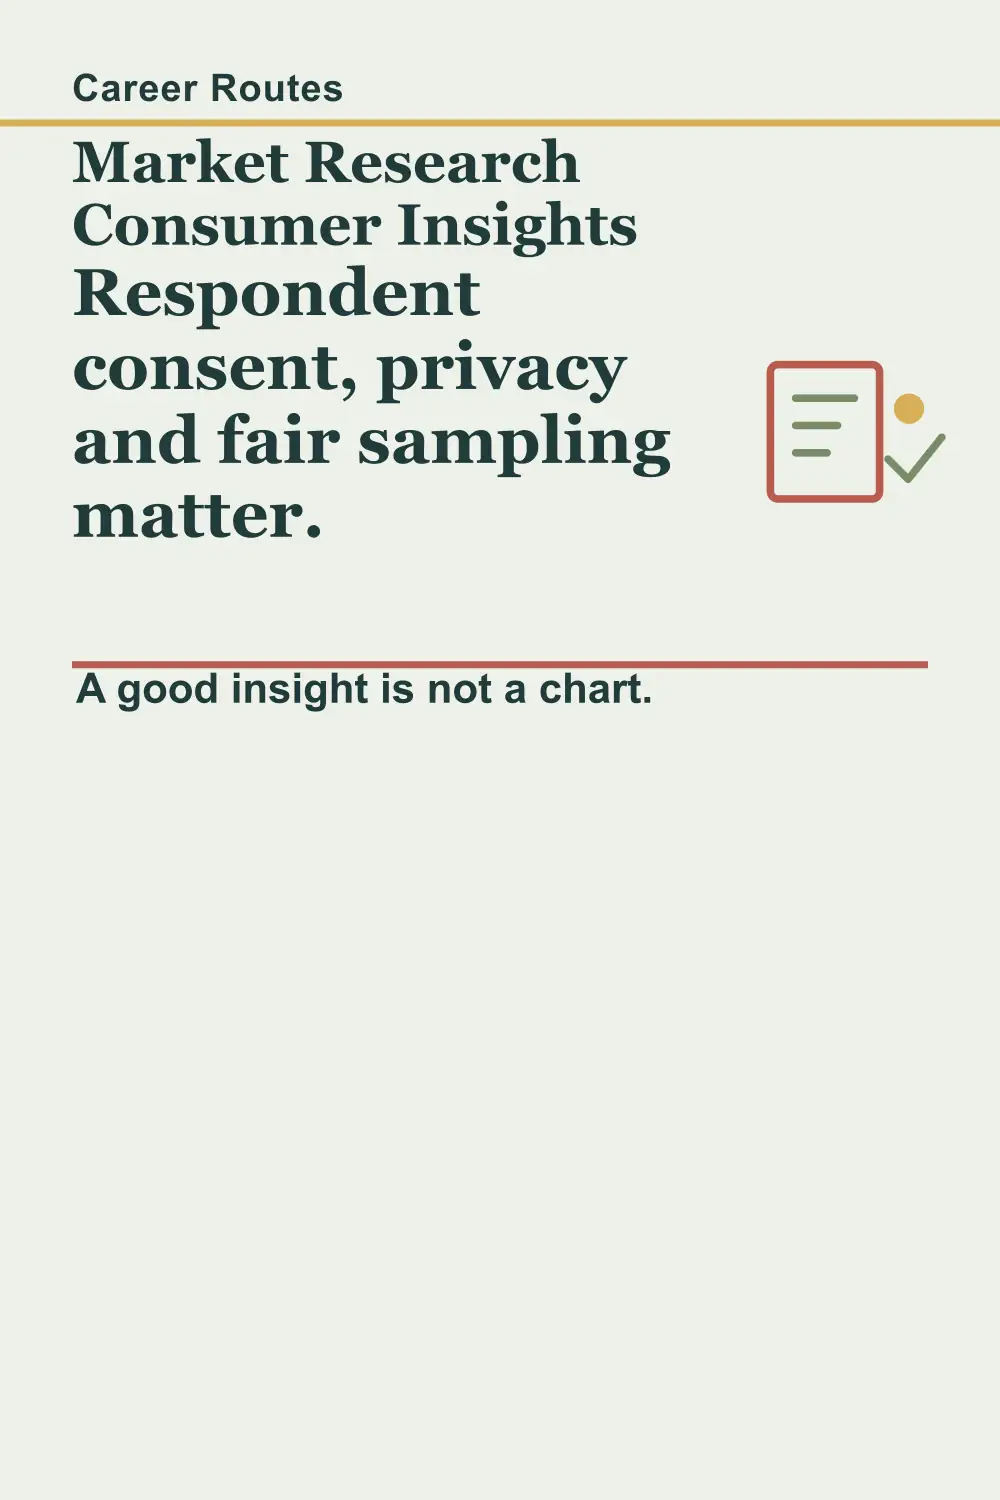 Career Routes
Market Research
Consumer Insights
Respondent
consent, privacy
and fair sampling
matter.
A good insight is not a chart.